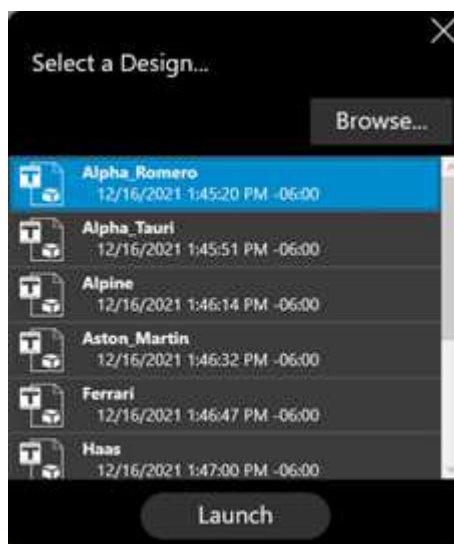 Select a Design...
Browse...
Alpha_Romero
12/16/2021 1:45:20 PM -06:00
Alpha_Tauri
12/16/2021 1:45:51 PM -06:00
Alpine
12/16/2021 1:46:14 PM -06:00
Aston_Martin
12/16/2021 1:46:32 PM -06:00
Ferrari
12/16/2021 1:46:47 PM -06:00
Haas
12/16/2021 1:47:00 PM -06:00
Launch